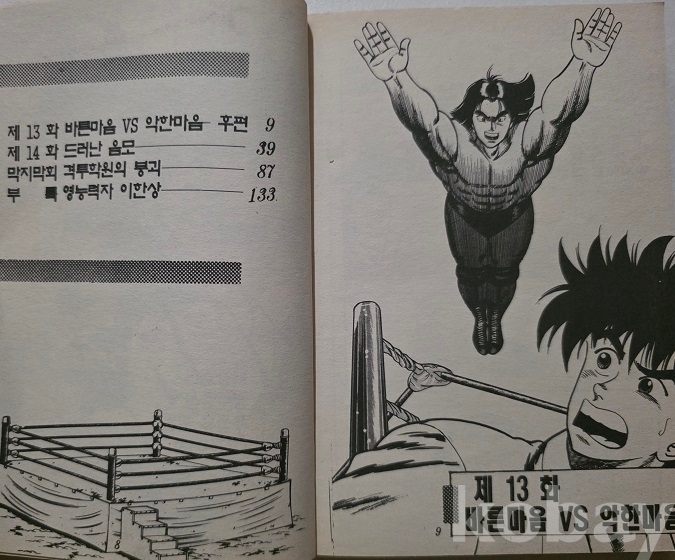 제 13 화 바른마음 VS 악한마음 후편 9
제 14 화 드러난 음모 39
막지막회 격투학원의 붕괴 87
부 록 영능력자 이한상 133
8
9
제 13 화
바른마음 VS 악한마음
kobay